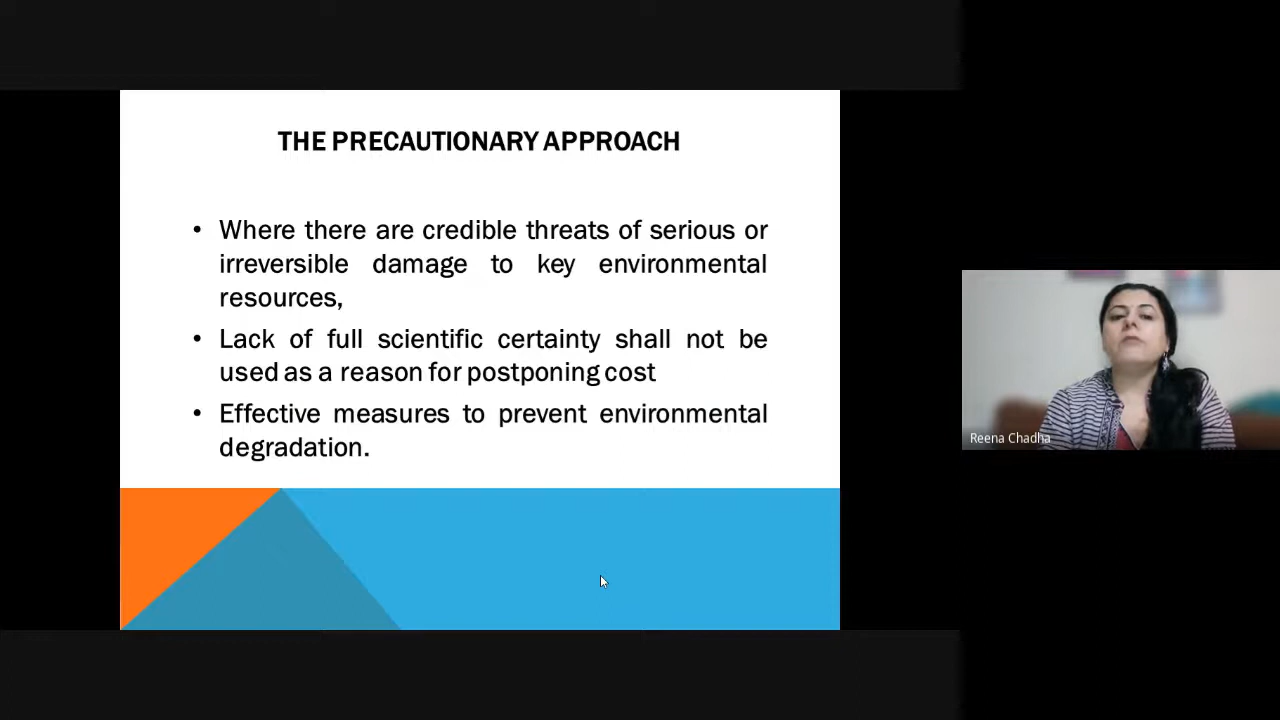 THE PRECAUTIONARY APPROACH
• Where there are credible threats of serious or
irreversible damage to key environmental
resources,
• Lack of full scientific certainty shall not be
used as a reason for postponing cost
• Effective measures to prevent environmental
degradation.
Reena Chadha